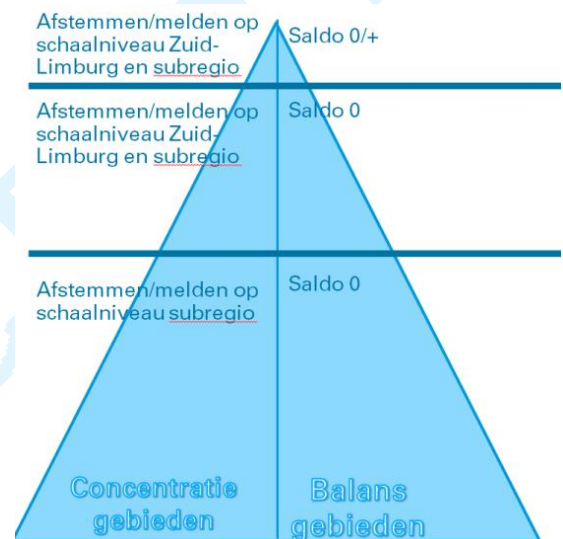 Afstemmen/melden op
schaalniveau Zuid-
Limburg en subregio
Saldo 0/+
Afstemmen/melden op
schaalniveau Zuid-
Limburg en subregio
Saldo 0
Afstemmen/melden op
schaalniveau subregio
Saldo 0
Concentratie
gebieden
Balans
gebieden